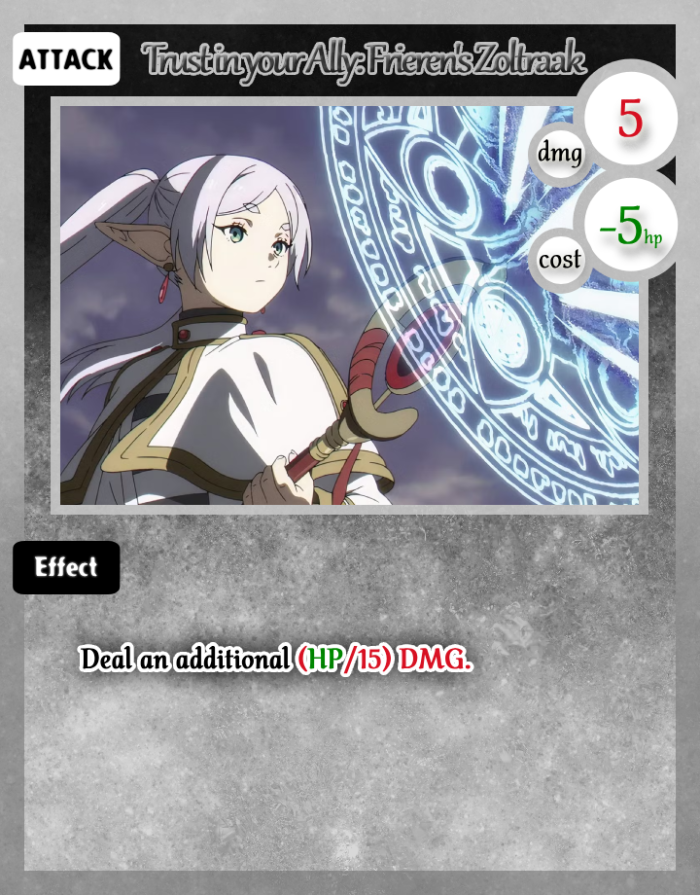 ATTACK
Trust in your Ally: Frieren's Zoltraak
5
dmg
-5hp
cost
Effect
Deal an additional (HP/15) DMG.